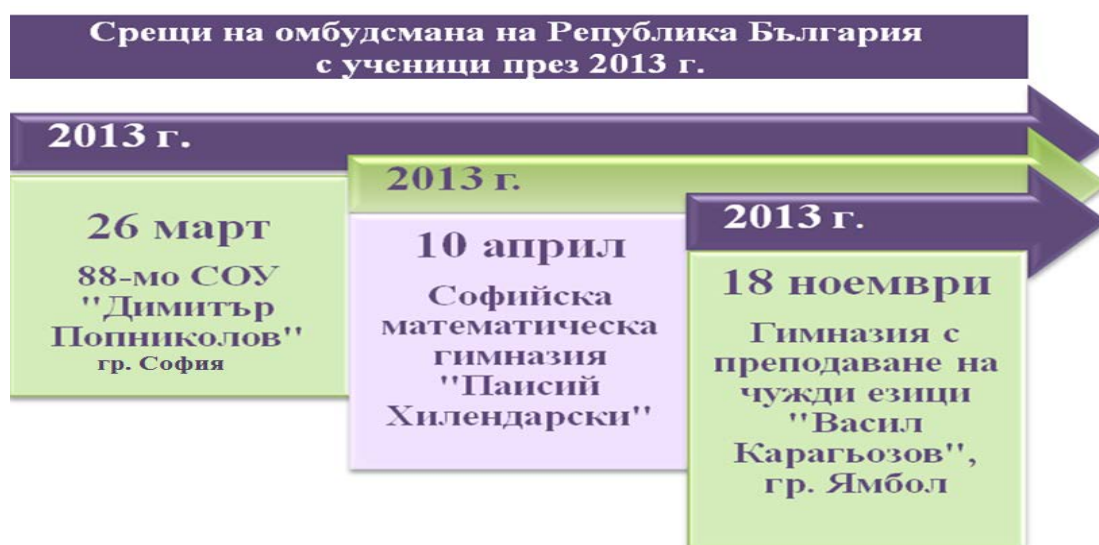 Срещи на омбудсмана на Република България
с ученици през 2013 г.
2013 г.
26 март
88-мо СОУ
"Димитър
Попниколов"
гр. София
2013 г.
10 април
Софийска
математическа
гимназия
"Паисий
Хилендарски"
2013 г.
18 ноември
Гимназия с
преподаване на
чужди езици
"Васил
Карагьозов",
гр. Ямбол